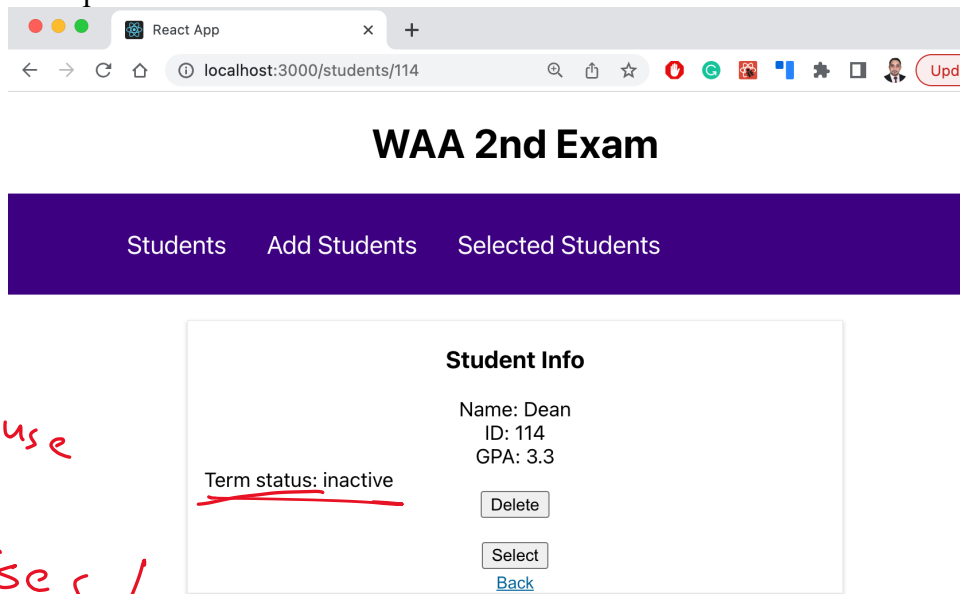 React App
localhost:3000/students/114
Upd
WAA 2nd Exam
Students Add Students Selected Students
Student Info
Name: Dean
ID: 114
GPA: 3.3
use
Term status: inactive
Delete
Select
Back